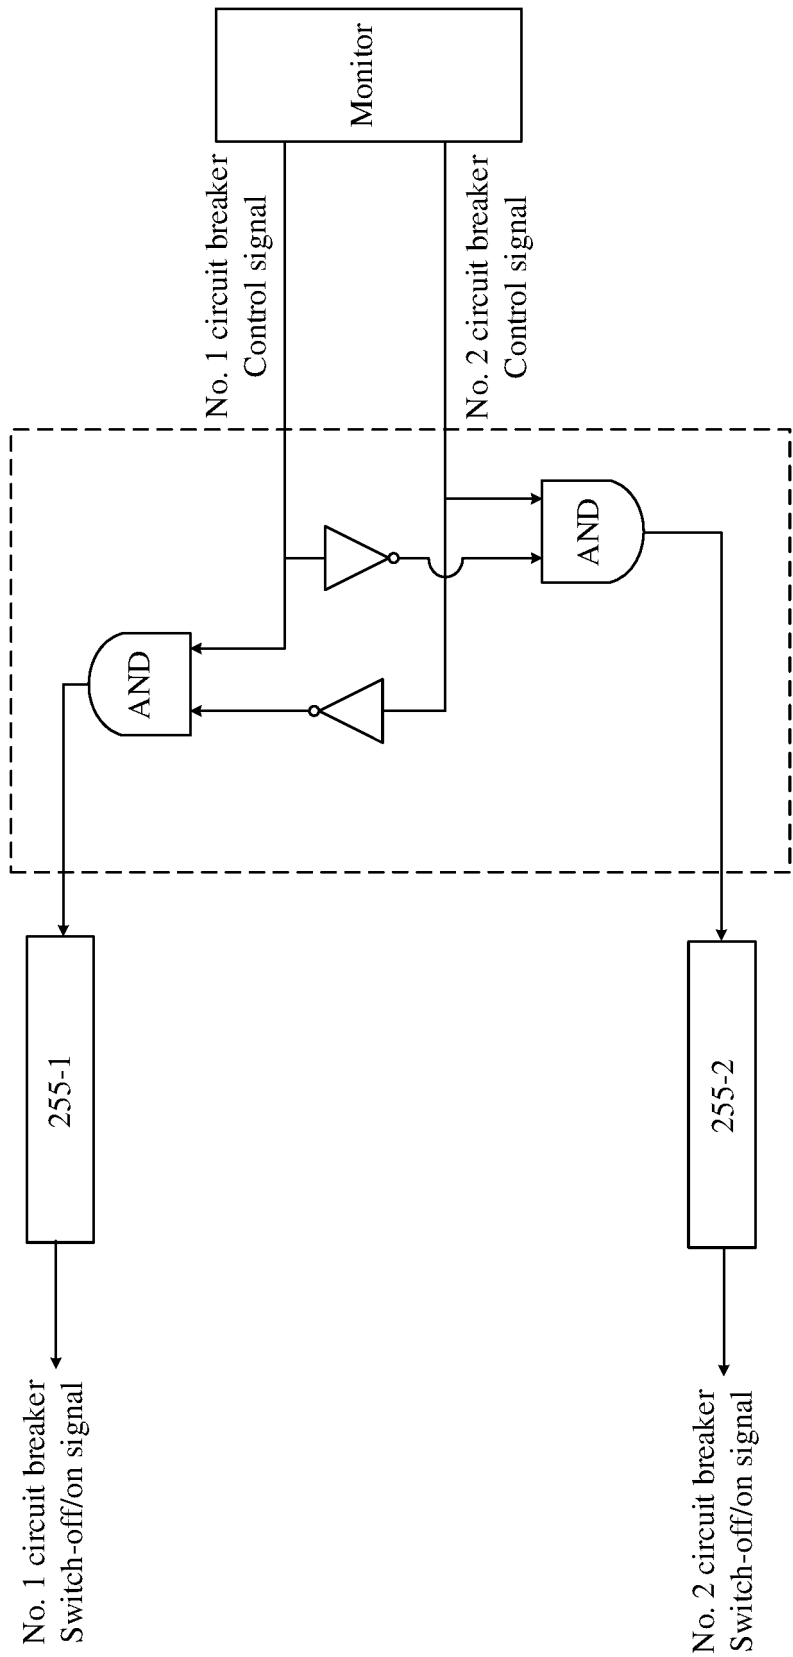 Monitor
No. 1 circuit breaker
Control signal
No. 2 circuit breaker
Control signal
AND
AND
255-1
255-2
No. 1 circuit breaker
Switch-off/on signal
No. 2 circuit breaker
Switch-off/on signal